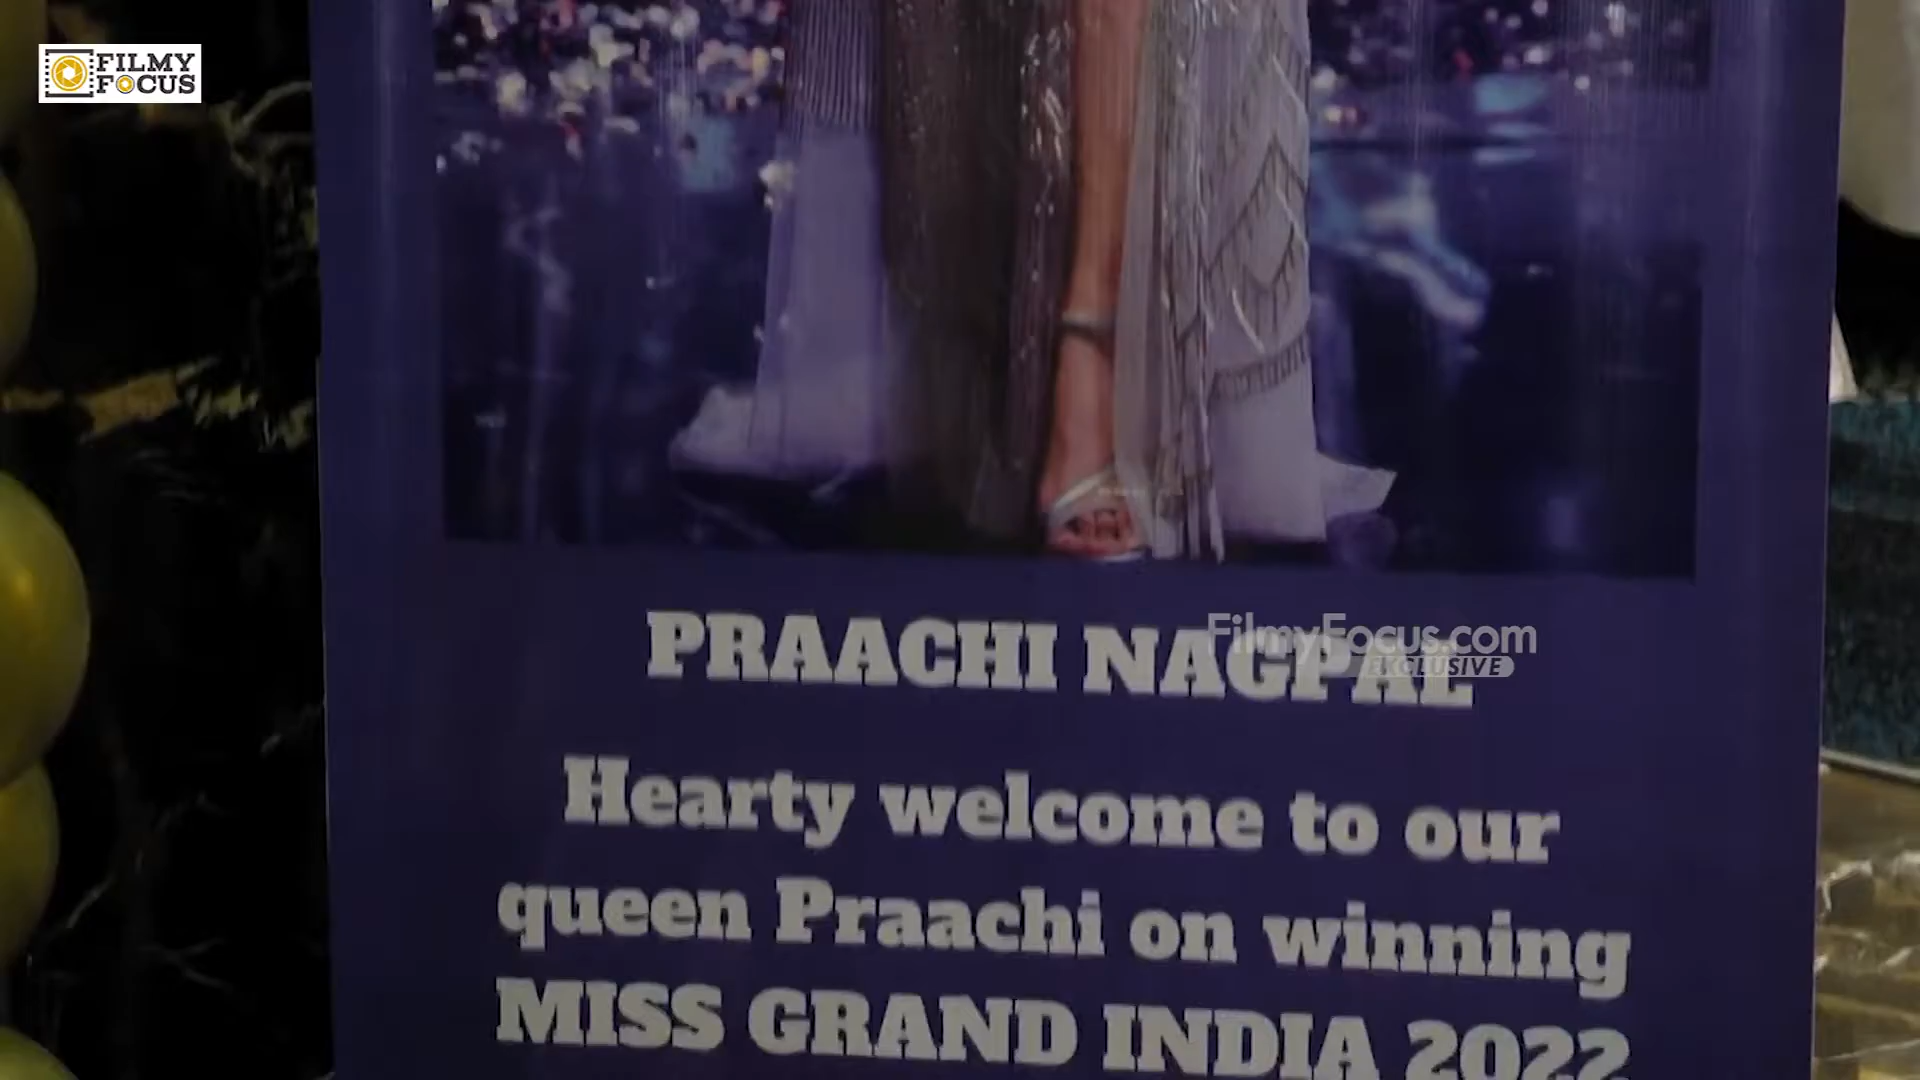 FILMY
FOCUS
PRAACHI NAGPAL
FilmyFocus.com
EXCLUSIVE
Hearty welcome to our
queen Praachi on winning
MISS GRAND INDIA 2022